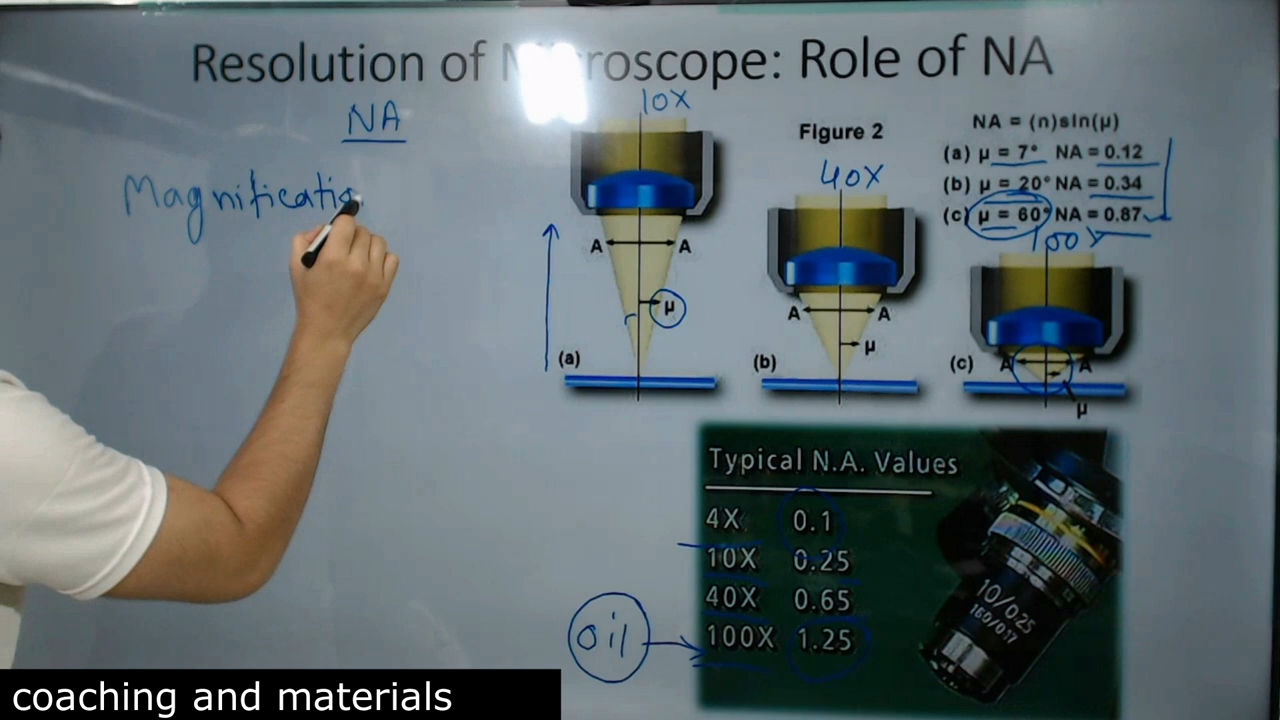 Resolution of Microscope: Role of NA
NA
Magnificatio
10X
Figure 2
40X
NA = (n)sin(μ)
(a) μ = 7° NA = 0.12
(b) μ = 20° NA = 0.34
(c) μ = 60° NA = 0.87
100X
A A
μ
(a)
A A
μ
(b)
A A
μ
(c)
Typical N.A. Values
4X 0.1
10X 0.25
40X 0.65
100X 1.25
oil
10/0.25
160/0.17
coaching and materials